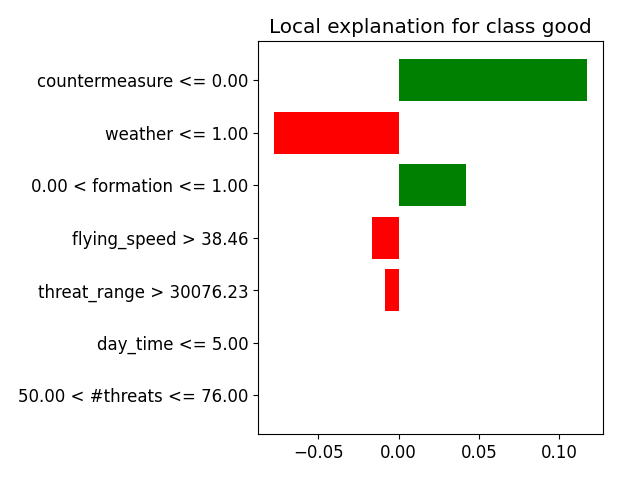 Local explanation for class good
countermeasure <= 0.00
weather <= 1.00
0.00 < formation <= 1.00
flying_speed > 38.46
threat_range > 30076.23
day_time <= 5.00
50.00 < #threats <= 76.00
−0.05 0.00 0.05 0.10